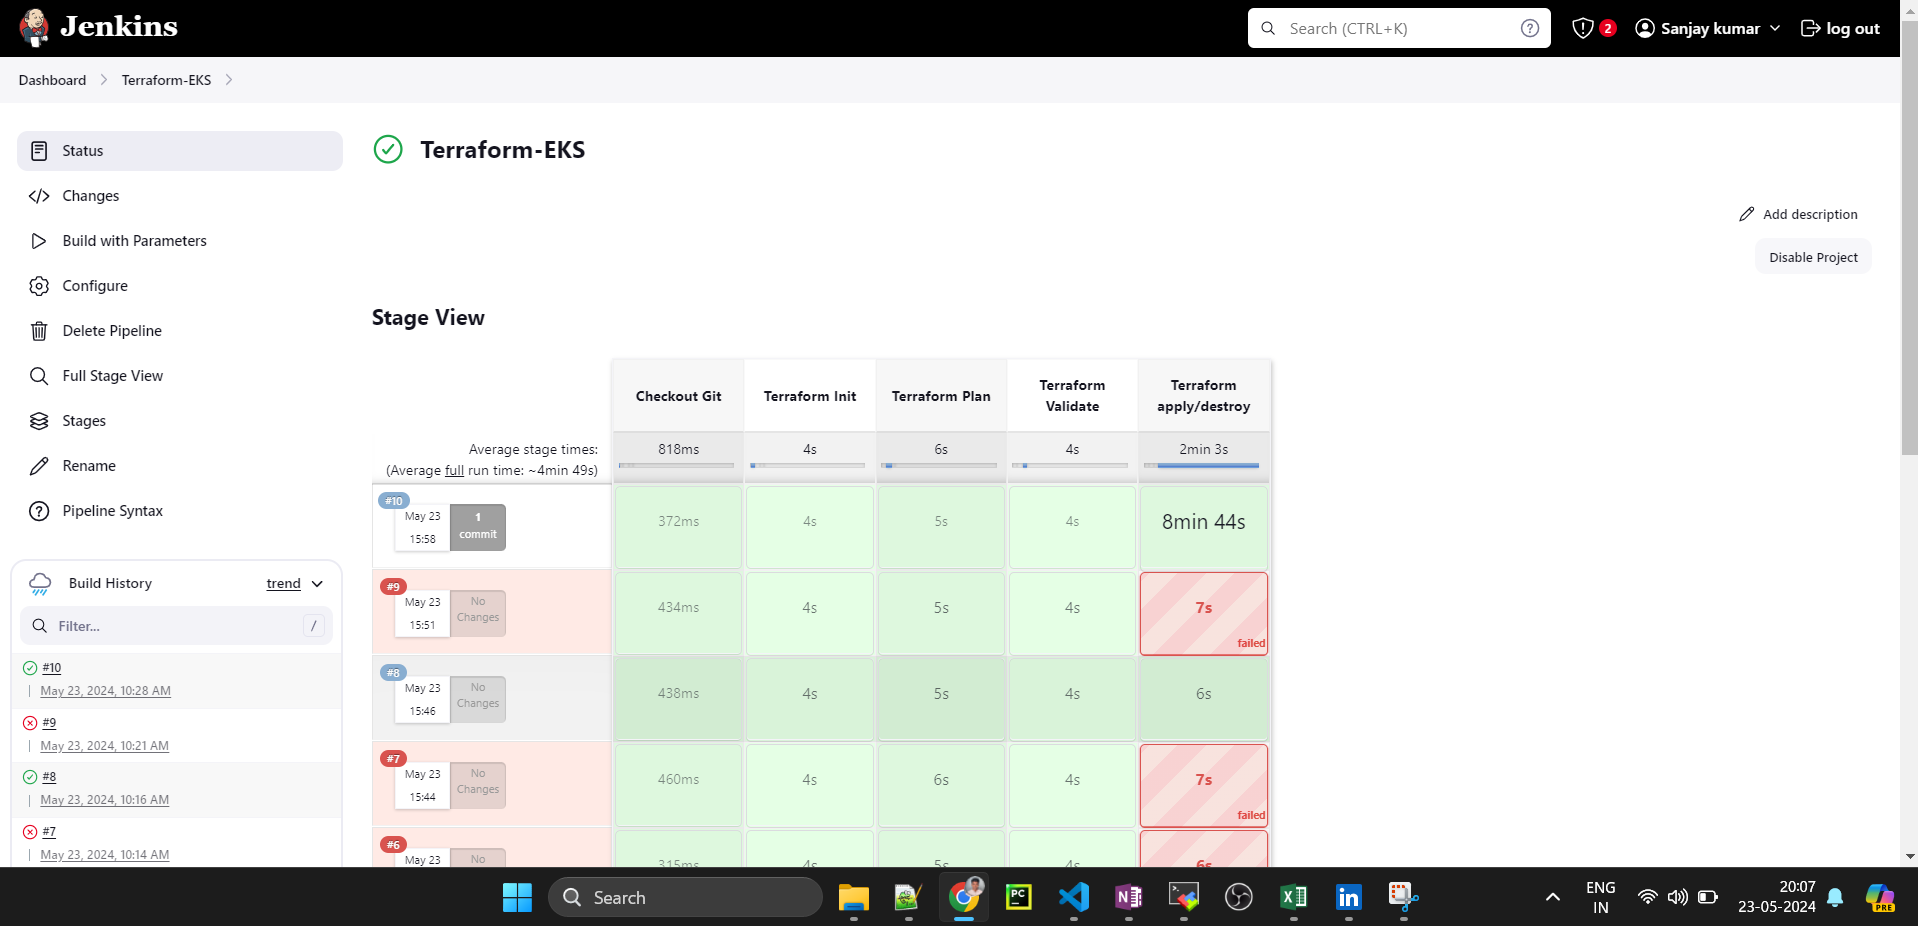 Jenkins
Search (CTRL+K)
2
Sanjay kumar
log out
Dashboard
Terraform-EKS
Status
Changes
Build with Parameters
Configure
Delete Pipeline
Full Stage View
Stages
Rename
Pipeline Syntax
Build History
trend
Filter...
/
#10
May 23, 2024, 10:28 AM
#9
May 23, 2024, 10:21 AM
#8
May 23, 2024, 10:16 AM
#7
May 23, 2024, 10:14 AM
Terraform-EKS
Add description
Disable Project
Stage View
Checkout Git
Terraform Init
Terraform Plan
Terraform
Validate
Terraform
apply/destroy
Average stage times:
(Average full run time: ~4min 49s)
818ms
4s
6s
4s
2min 3s
#10
May 23
15:58
1
commit
372ms
4s
5s
4s
8min 44s
#9
May 23
15:51
No
Changes
434ms
4s
5s
4s
7s
failed
#8
May 23
15:46
No
Changes
438ms
4s
5s
4s
6s
#7
May 23
15:44
No
Changes
460ms
4s
6s
4s
7s
failed
#6
May 23
No
315ms
4s
5s
4s
6s
Search
PC
PRE
ENG
IN
20:07
23-05-2024